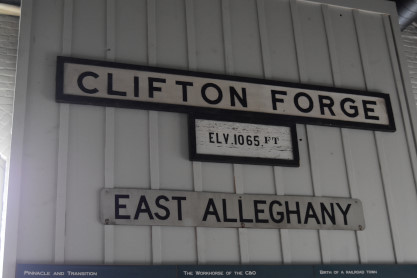 CLIFTON FORGE
ELV.1065.FT
EAST ALLEGHANY
PINNACLE AND TRANSITION
THE WORKHORSE OF THE C&O
BIRTH OF A RAILROAD TOWN